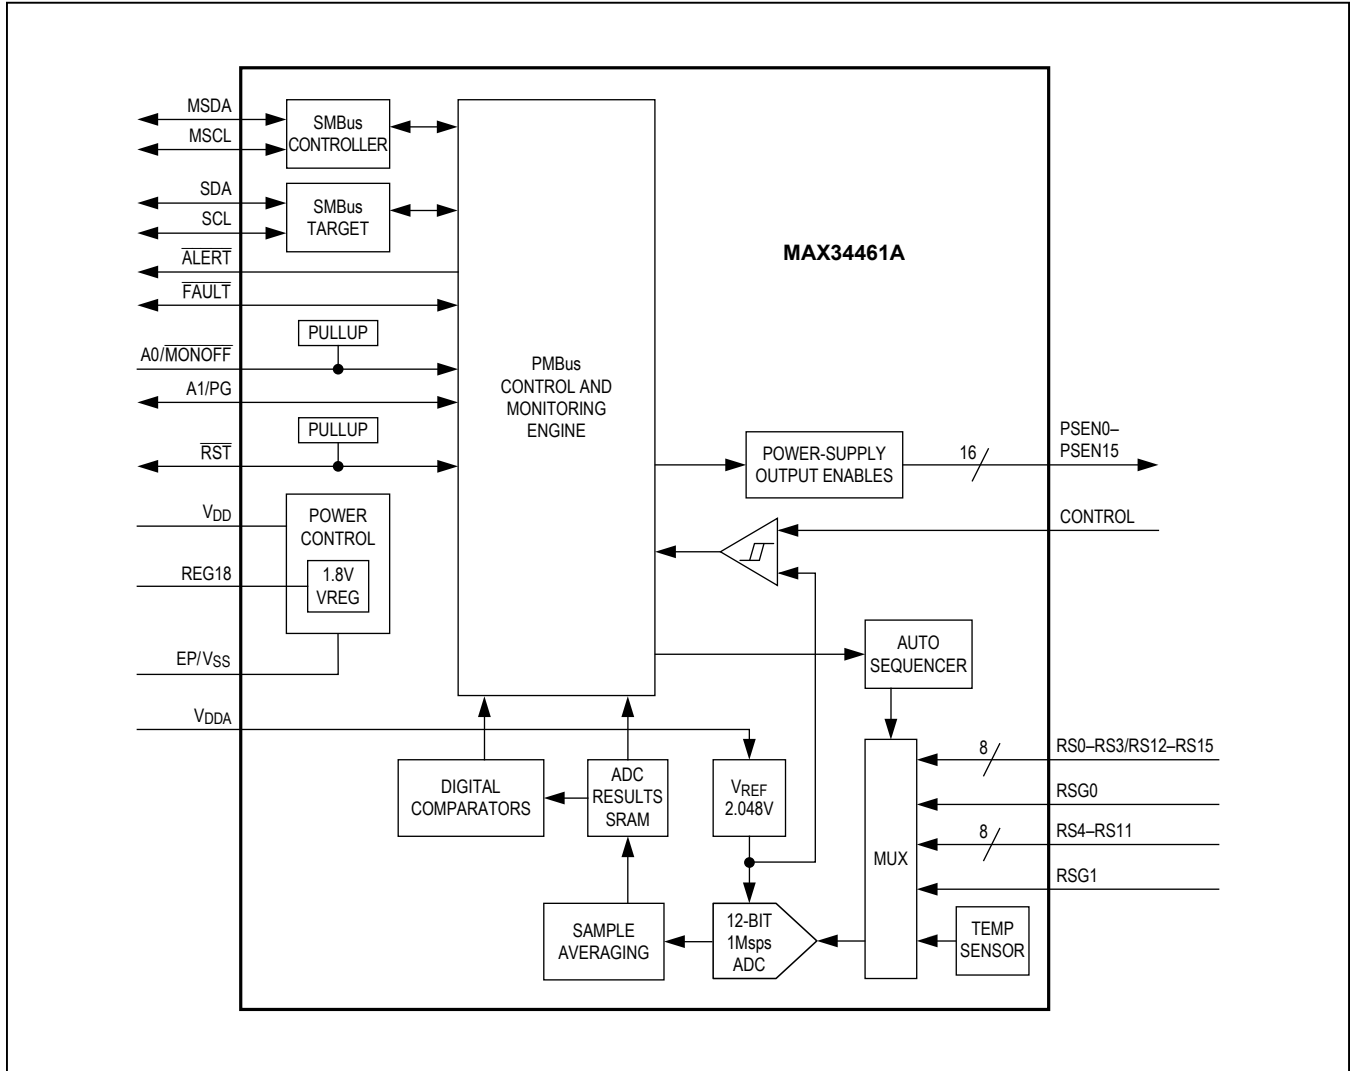 MSDA
MSCL
SMBus
CONTROLLER
SDA
SCL
SMBus
TARGET
ALERT
FAULT
MAX34461A
PULLUP
A0/MONOFF
A1/PG
PULLUP
RST
PMBus
CONTROL AND
MONITORING
ENGINE
POWER-SUPPLY
OUTPUT ENABLES
16
PSEN0–
PSEN15
CONTROL
VDD
POWER
CONTROL
REG18
1.8V
VREG
EP/VSS
AUTO
SEQUENCER
VDDA
DIGITAL
COMPARATORS
ADC
RESULTS
SRAM
VREF
2.048V
MUX
8
RS0–RS3/RS12–RS15
RSG0
8
RS4–RS11
RSG1
SAMPLE
AVERAGING
12-BIT
1Msps
ADC
TEMP
SENSOR